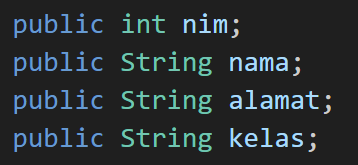 public int nim;
public String nama;
public String alamat;
public String kelas;